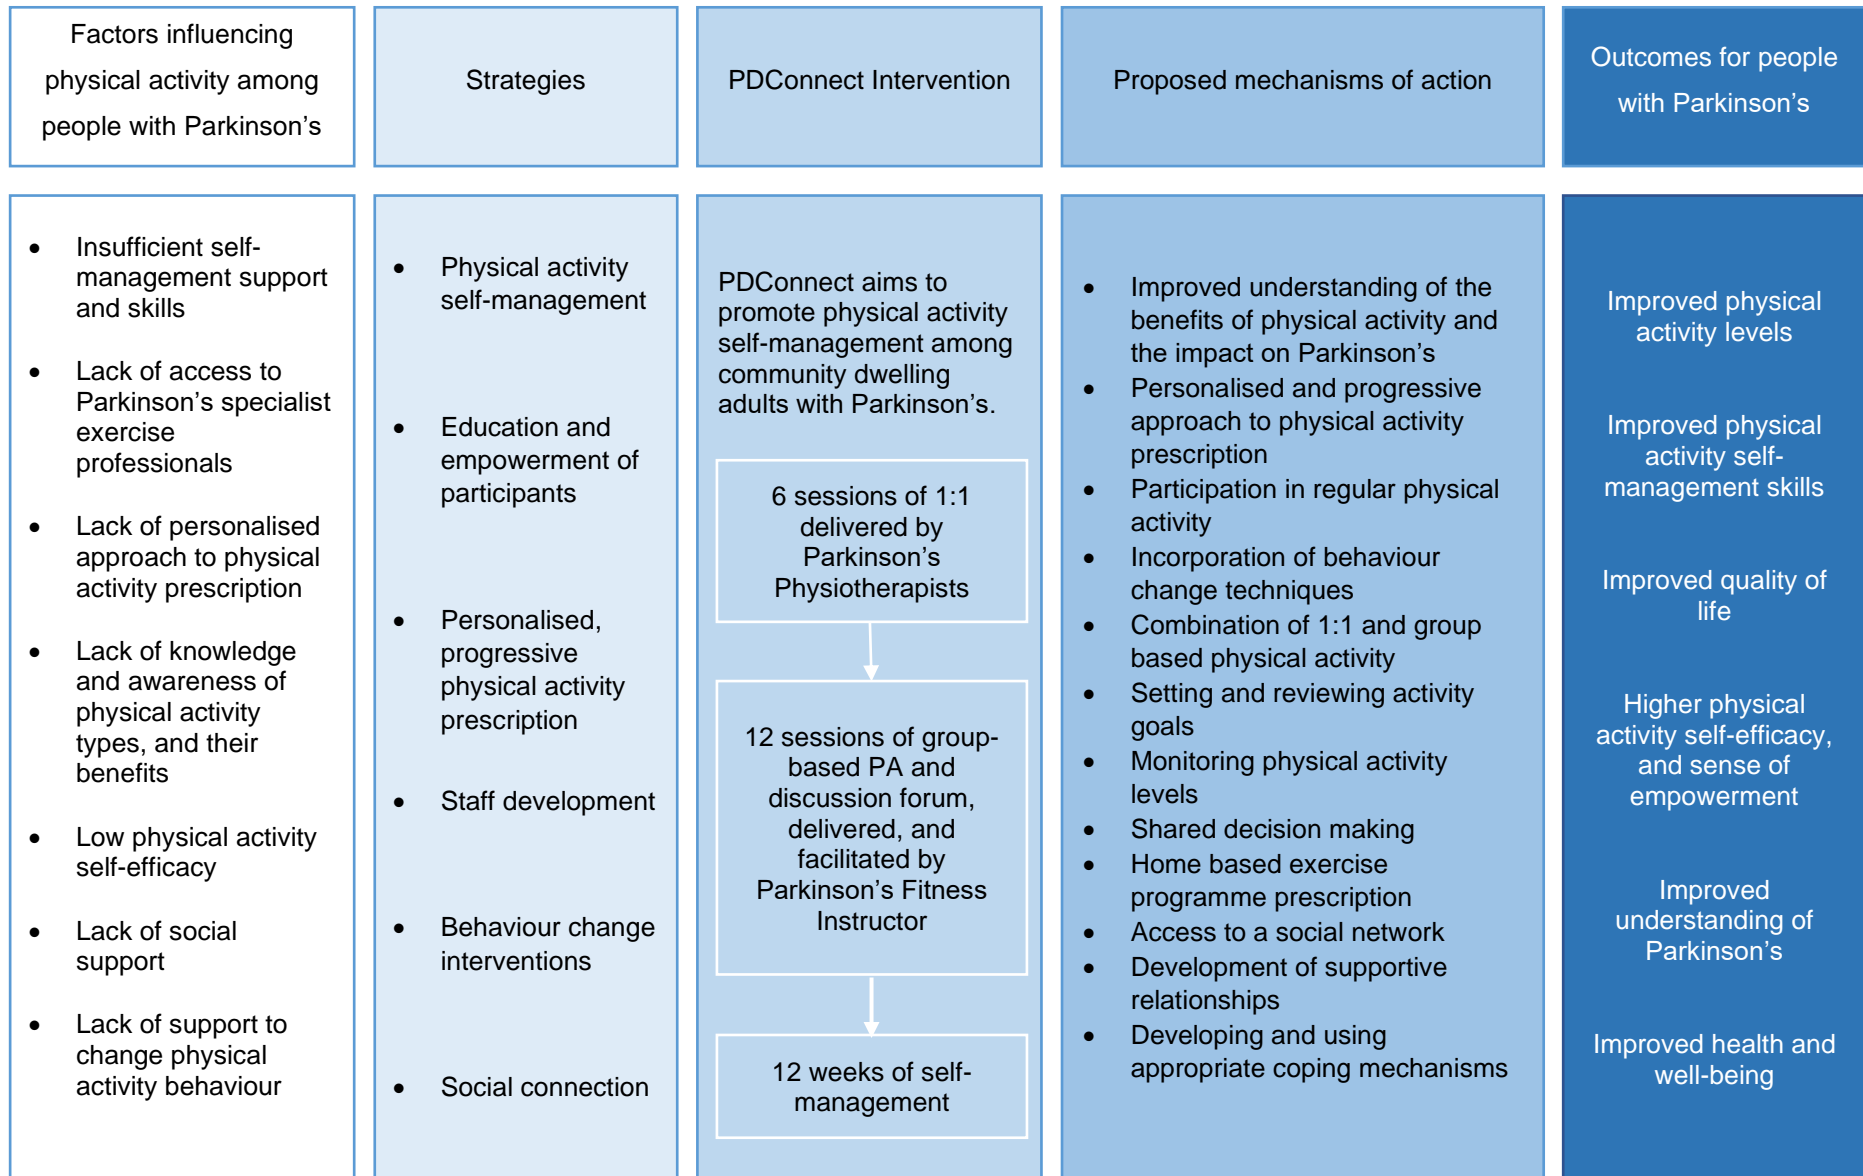 Factors influencing
physical activity among
people with Parkinson’s
Strategies
PDConnect Intervention
Proposed mechanisms of action
Outcomes for people
with Parkinson’s
• Insufficient self-
management support
and skills
• Lack of access to
Parkinson’s specialist
exercise
professionals
• Lack of personalised
approach to physical
activity prescription
• Lack of knowledge
and awareness of
physical activity
types, and their
benefits
• Low physical activity
self-efficacy
• Lack of social
support
• Lack of support to
change physical
activity behaviour
• Physical activity
self-management
• Education and
empowerment of
participants
• Personalised,
progressive
physical activity
prescription
• Staff development
• Behaviour change
interventions
• Social connection
PDConnect aims to
promote physical activity
self-management among
community dwelling
adults with Parkinson’s.
6 sessions of 1:1
delivered by
Parkinson’s
Physiotherapists
12 sessions of group-
based PA and
discussion forum,
delivered, and
facilitated by
Parkinson’s Fitness
Instructor
12 weeks of self-
management
• Improved understanding of the
benefits of physical activity and
the impact on Parkinson’s
• Personalised and progressive
approach to physical activity
prescription
• Participation in regular physical
activity
• Incorporation of behaviour
change techniques
• Combination of 1:1 and group
based physical activity
• Setting and reviewing activity
goals
• Monitoring physical activity
levels
• Shared decision making
• Home based exercise
programme prescription
• Access to a social network
• Development of supportive
relationships
• Developing and using
appropriate coping mechanisms
Improved physical
activity levels
Improved physical
activity self-
management skills
Improved quality of
life
Higher physical
activity self-efficacy,
and sense of
empowerment
Improved
understanding of
Parkinson’s
Improved health and
well-being